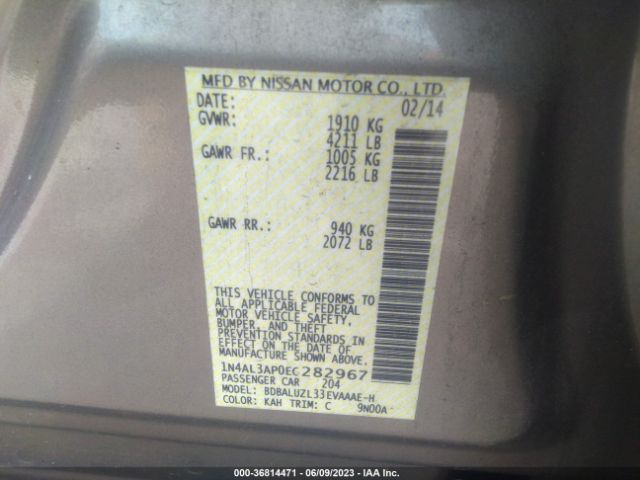 MFD BY NISSAN MOTOR CO., LTD.
DATE: 02/14
GVWR: 1910 KG
4211 LB
GAWR FR.: 1005 KG
2216 LB
GAWR RR.: 940 KG
2072 LB
THIS VEHICLE CONFORMS TO
ALL APPLICABLE FEDERAL
MOTOR VEHICLE SAFETY,
BUMPER, AND THEFT
PREVENTION STANDARDS IN
EFFECT ON THE DATE OF
MANUFACTURE SHOWN ABOVE.
1N4AL3AP0EC282967
PASSENGER CAR 204
MODEL: BDBALUZL33EVAAAE-H
COLOR: KAH TRIM: C 9N00A
000-36814471 - 06/09/2023 - IAA Inc.